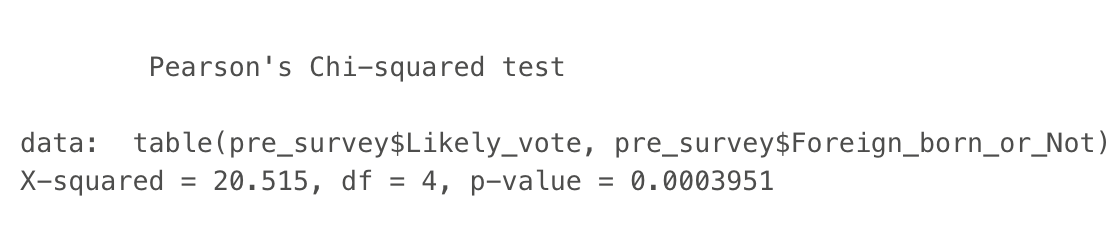 Pearson's Chi-squared test
data:  table(pre_survey$Likely_vote, pre_survey$Foreign_born_or_Not)
X-squared = 20.515, df = 4, p-value = 0.0003951